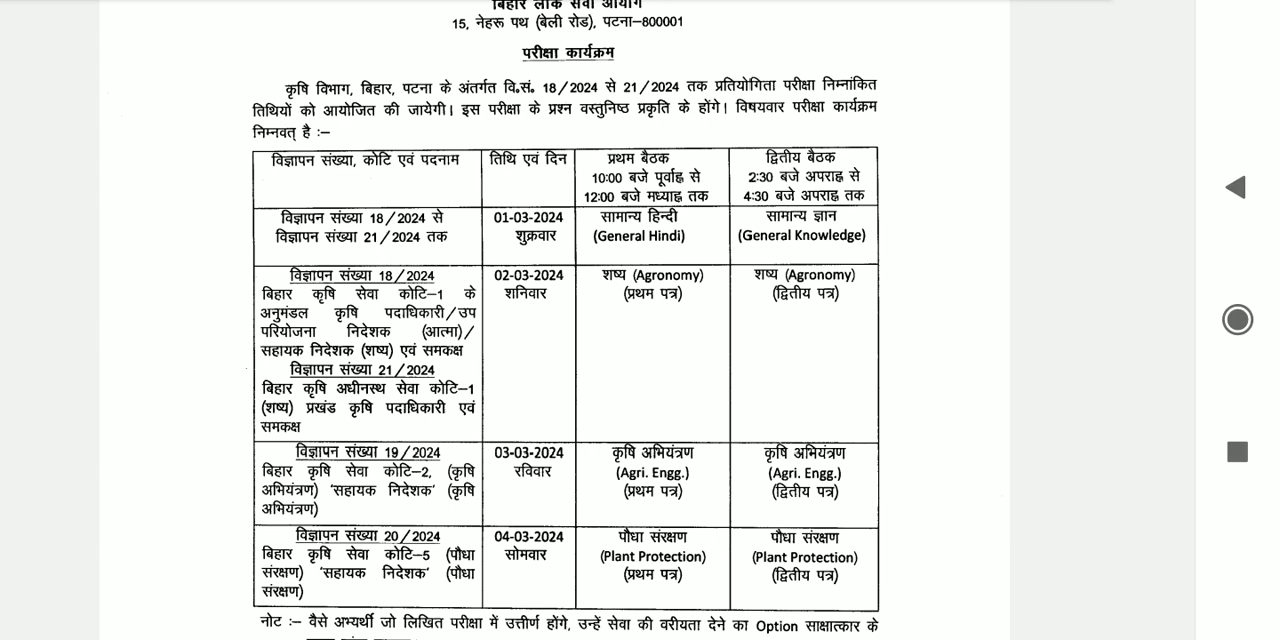 बिहार लोक सेवा आयोग
15, नेहरू पथ (बेली रोड), पटना–800001
परीक्षा कार्यक्रम
कृषि विभाग, बिहार, पटना के अंतर्गत वि.सं. 18/2024 से 21/2024 तक प्रतियोगिता परीक्षा निम्नांकित
तिथियों को आयोजित की जायेगी। इस परीक्षा के प्रश्न वस्तुनिष्ठ प्रकृति के होंगे। विषयवार परीक्षा कार्यक्रम
निम्नवत् है :–
विज्ञापन संख्या, कोटि एवं पदनाम
तिथि एवं दिन
प्रथम बैठक
10:00 बजे पूर्वाह्न से
12:00 बजे मध्याह्न तक
द्वितीय बैठक
2:30 बजे अपराह्न से
4:30 बजे अपराह्न तक
विज्ञापन संख्या 18/2024 से
विज्ञापन संख्या 21/2024 तक
01-03-2024
शुक्रवार
सामान्य हिन्दी
(General Hindi)
सामान्य ज्ञान
(General Knowledge)
विज्ञापन संख्या 18/2024
बिहार कृषि सेवा कोटि–1 के
अनुमंडल कृषि पदाधिकारी/उप
परियोजना निदेशक (आत्मा)/
सहायक निदेशक (शष्य) एवं समकक्ष
विज्ञापन संख्या 21/2024
बिहार कृषि अधीनस्थ सेवा कोटि–1
(शष्य) प्रखंड कृषि पदाधिकारी एवं
समकक्ष
02-03-2024
शनिवार
शष्य (Agronomy)
(प्रथम पत्र)
शष्य (Agronomy)
(द्वितीय पत्र)
विज्ञापन संख्या 19/2024
बिहार कृषि सेवा कोटि–2, (कृषि
अभियंत्रण) 'सहायक निदेशक' (कृषि
अभियंत्रण)
03-03-2024
रविवार
कृषि अभियंत्रण
(Agri. Engg.)
(प्रथम पत्र)
कृषि अभियंत्रण
(Agri. Engg.)
(द्वितीय पत्र)
विज्ञापन संख्या 20/2024
बिहार कृषि सेवा कोटि–5 (पौधा
संरक्षण) 'सहायक निदेशक' (पौधा
संरक्षण)
04-03-2024
सोमवार
पौधा संरक्षण
(Plant Protection)
(प्रथम पत्र)
पौधा संरक्षण
(Plant Protection)
(द्वितीय पत्र)
नोट :– वैसे अभ्यर्थी जो लिखित परीक्षा में उत्तीर्ण होंगे, उन्हें सेवा की वरीयता देने का Option साक्षात्कार के